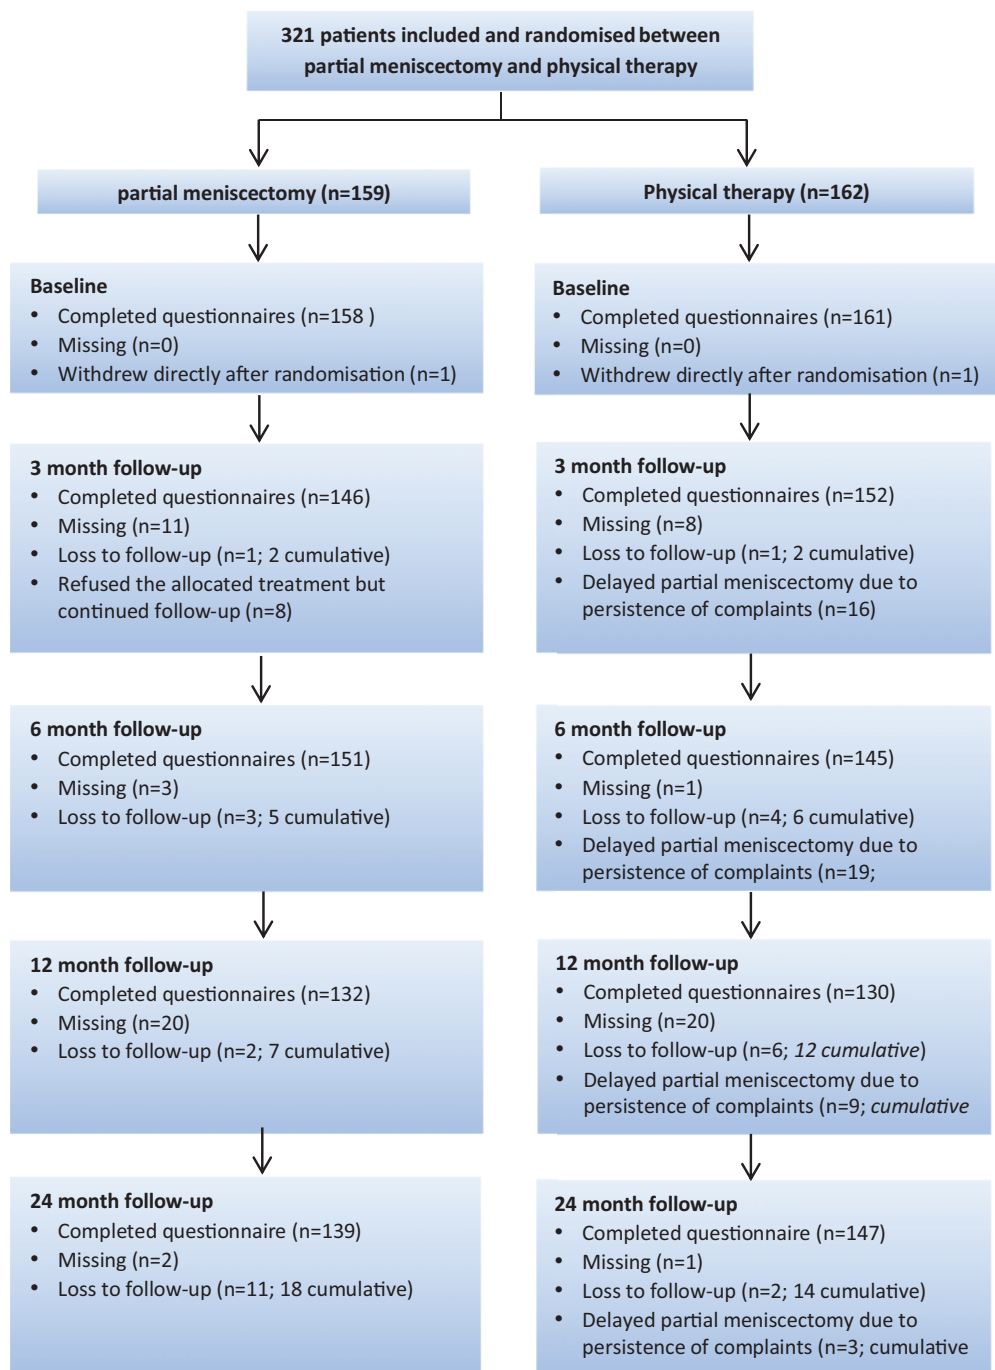 321 patients included and randomised between
partial meniscectomy and physical therapy
partial meniscectomy (n=159)
Physical therapy (n=162)
Baseline
• Completed questionnaires (n=158 )
• Missing (n=0)
• Withdrew directly after randomisation (n=1)
Baseline
• Completed questionnaires (n=161)
• Missing (n=0)
• Withdrew directly after randomisation (n=1)
3 month follow-up
• Completed questionnaires (n=146)
• Missing (n=11)
• Loss to follow-up (n=1; 2 cumulative)
• Refused the allocated treatment but
continued follow-up (n=8)
3 month follow-up
• Completed questionnaires (n=152)
• Missing (n=8)
• Loss to follow-up (n=1; 2 cumulative)
• Delayed partial meniscectomy due to
persistence of complaints (n=16)
6 month follow-up
• Completed questionnaires (n=151)
• Missing (n=3)
• Loss to follow-up (n=3; 5 cumulative)
6 month follow-up
• Completed questionnaires (n=145)
• Missing (n=1)
• Loss to follow-up (n=4; 6 cumulative)
• Delayed partial meniscectomy due to
persistence of complaints (n=19;
12 month follow-up
• Completed questionnaires (n=132)
• Missing (n=20)
• Loss to follow-up (n=2; 7 cumulative)
12 month follow-up
• Completed questionnaires (n=130)
• Missing (n=20)
• Loss to follow-up (n=6; 12 cumulative)
• Delayed partial meniscectomy due to
persistence of complaints (n=9; cumulative
24 month follow-up
• Completed questionnaire (n=139)
• Missing (n=2)
• Loss to follow-up (n=11; 18 cumulative)
24 month follow-up
• Completed questionnaire (n=147)
• Missing (n=1)
• Loss to follow-up (n=2; 14 cumulative)
• Delayed partial meniscectomy due to
persistence of complaints (n=3; cumulative